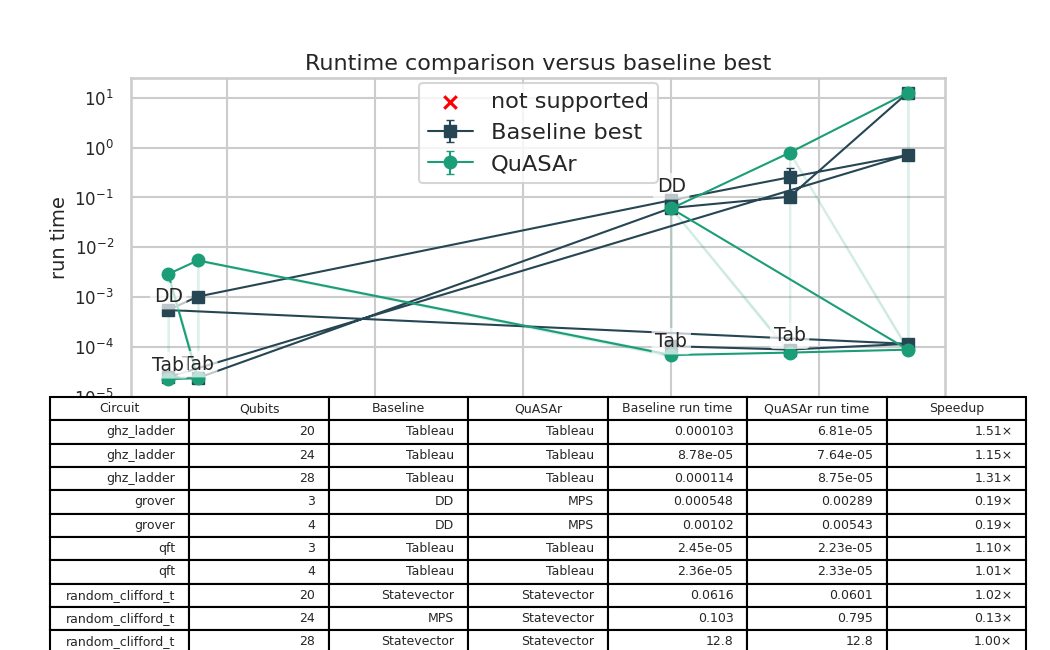 Runtime comparison versus baseline best
not supported
Baseline best
QuASAr
run time
10¹
10⁰
10⁻¹
10⁻²
10⁻³
10⁻⁴
10⁻⁵
DD
DD
Tab
Tab
Tab
Tab
Circuit Qubits Baseline QuASAr Baseline run time QuASAr run time Speedup
ghz_ladder 20 Tableau Tableau 0.000103 6.81e-05 1.51×
ghz_ladder 24 Tableau Tableau 8.78e-05 7.64e-05 1.15×
ghz_ladder 28 Tableau Tableau 0.000114 8.75e-05 1.31×
grover 3 DD MPS 0.000548 0.00289 0.19×
grover 4 DD MPS 0.00102 0.00543 0.19×
qft 3 Tableau Tableau 2.45e-05 2.23e-05 1.10×
qft 4 Tableau Tableau 2.36e-05 2.33e-05 1.01×
random_clifford_t 20 Statevector Statevector 0.0616 0.0601 1.02×
random_clifford_t 24 MPS Statevector 0.103 0.795 0.13×
random_clifford_t 28 Statevector Statevector 12.8 12.8 1.00×